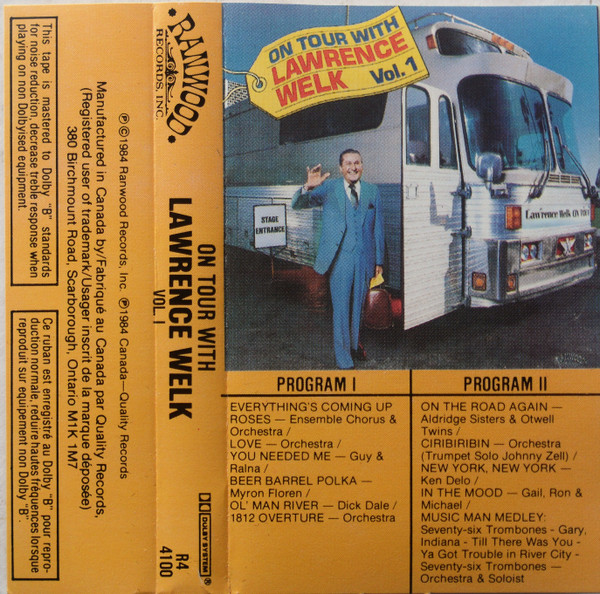 This tape is mastered to Dolby "B" standards
for noise reduction, decrease treble response when
playing on non Dolbyised equipment.
Ce ruban est enregistré au Dolby "B" pour repro-
duction normale, reduire hautes fréquences lorsque
reproduit sur equipement non Dolby "B".
Ⓟ©1984 Ranwood Records, Inc. Ⓟ1984 Canada—Quality Records
Manufactured in Canada by/Fabriqué au Canada par Quality Records,
(Registered user of trademark/Usager inscrit de la marque déposée)
380 Birchmount Road, Scarborough, Ontario M1K 1M7
RANWOOD
RECORDS, INC.
ON TOUR WITH
LAWRENCE WELK
VOL. I
DOLBY SYSTEM ®
R4
4100
ON TOUR WITH
LAWRENCE
WELK Vol. 1
STAGE
ENTRANCE
Lawrence Welk ON TOUR
PROGRAM I
EVERYTHING'S COMING UP
ROSES — Ensemble Chorus &
Orchestra /
LOVE — Orchestra /
YOU NEEDED ME — Guy &
Ralna /
BEER BARREL POLKA —
Myron Floren /
OL' MAN RIVER — Dick Dale /
1812 OVERTURE — Orchestra
PROGRAM II
ON THE ROAD AGAIN —
Aldridge Sisters & Otwell
Twins /
CIRIBIRIBIN — Orchestra
(Trumpet Solo Johnny Zell) /
NEW YORK, NEW YORK —
Ken Delo /
IN THE MOOD — Gail, Ron &
Michael /
MUSIC MAN MEDLEY:
Seventy-six Trombones - Gary,
Indiana - Till There Was You -
Ya Got Trouble in River City -
Seventy-six Trombones —
Orchestra & Soloist